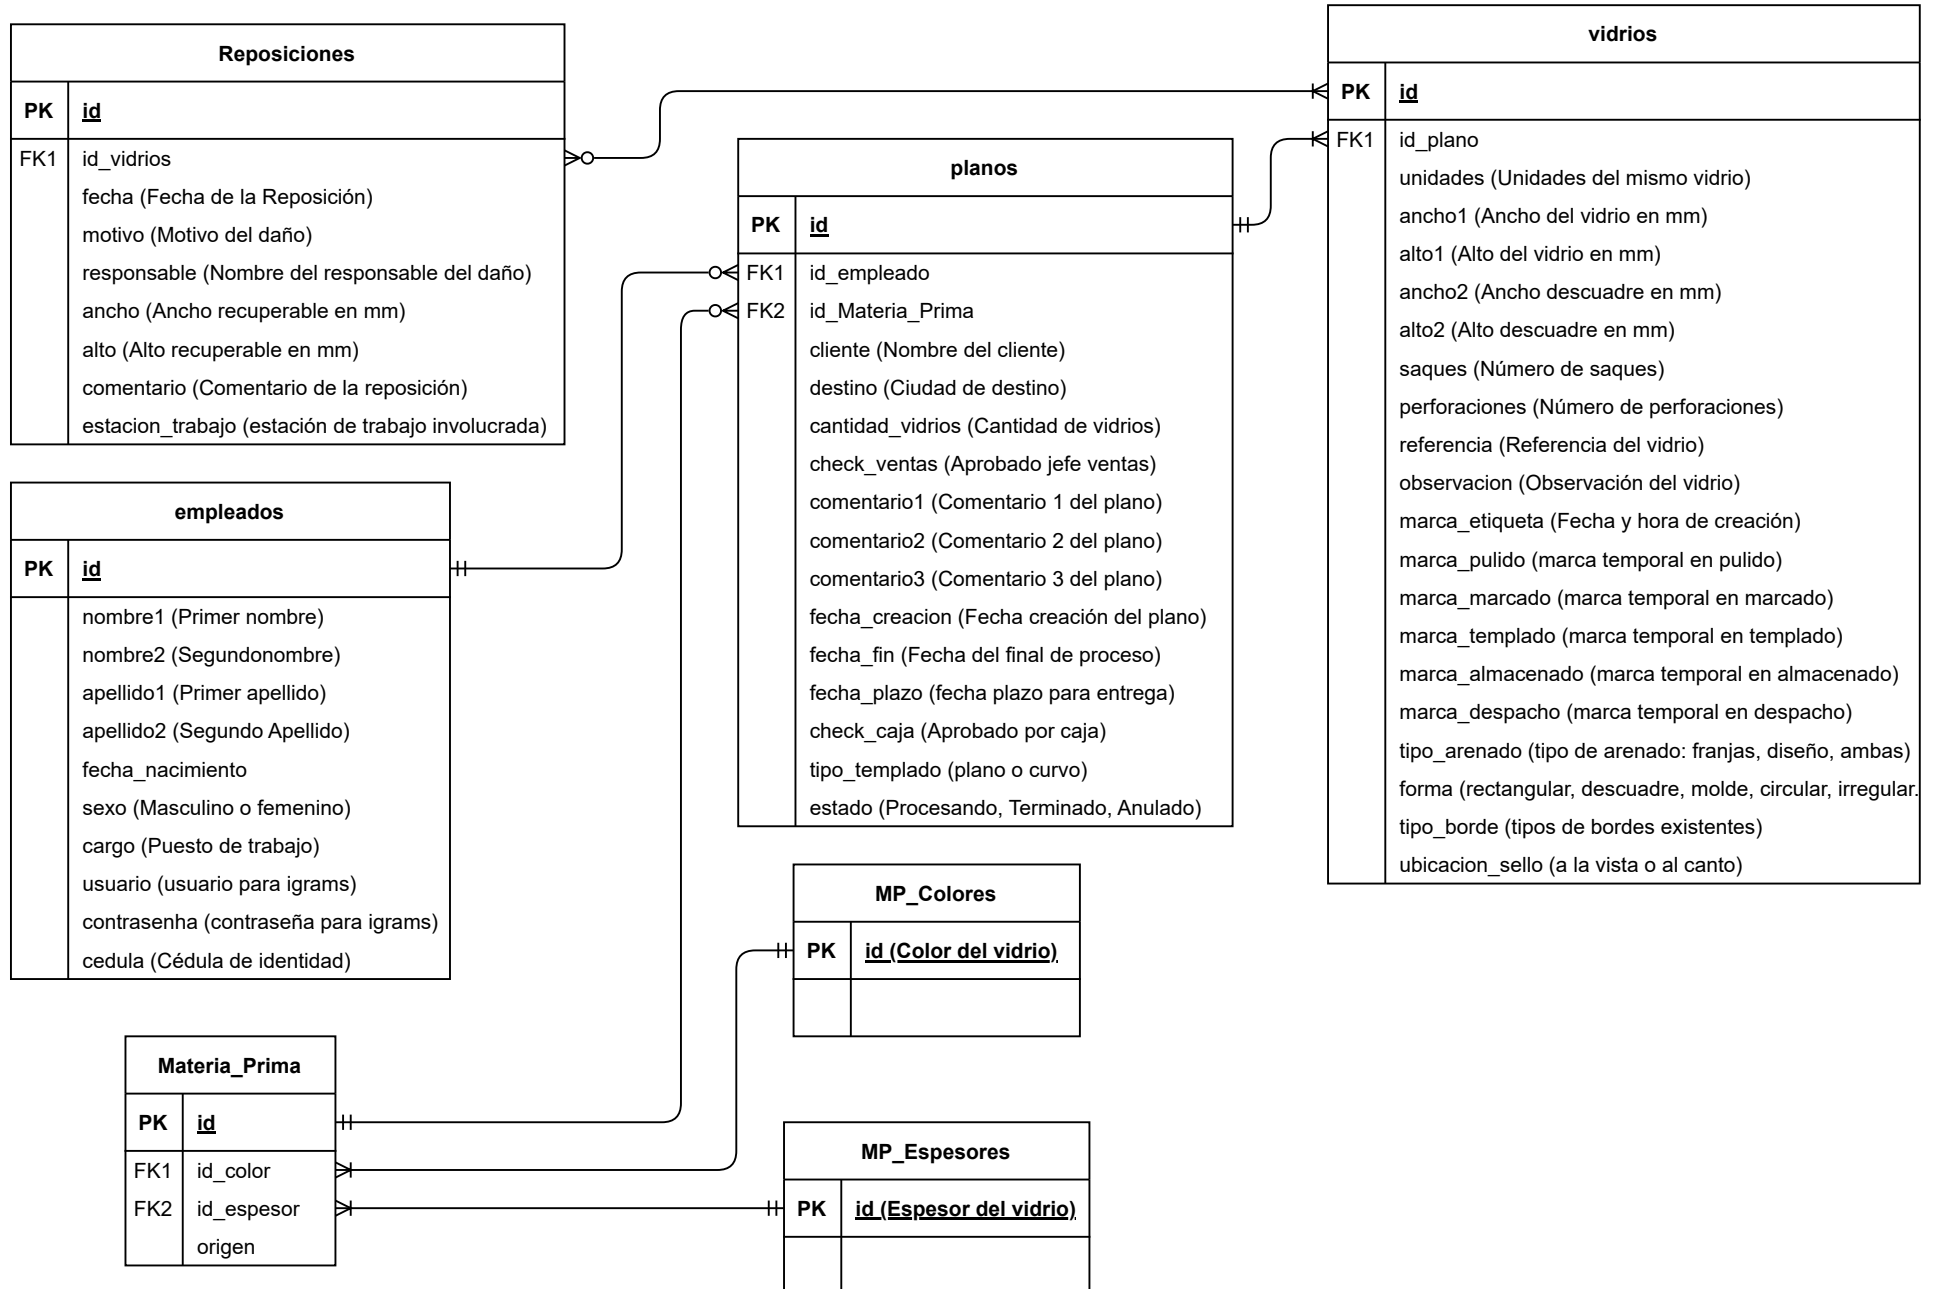 Reposiciones
PK id
FK1 id_vidrios
fecha (Fecha de la Reposición)
motivo (Motivo del daño)
responsable (Nombre del responsable del daño)
ancho (Ancho recuperable en mm)
alto (Alto recuperable en mm)
comentario (Comentario de la reposición)
estacion_trabajo (estación de trabajo involucrada)
empleados
PK id
nombre1 (Primer nombre)
nombre2 (Segundonombre)
apellido1 (Primer apellido)
apellido2 (Segundo Apellido)
fecha_nacimiento
sexo (Masculino o femenino)
cargo (Puesto de trabajo)
usuario (usuario para igrams)
contrasenha (contraseña para igrams)
cedula (Cédula de identidad)
Materia_Prima
PK id
FK1 id_color
FK2 id_espesor
origen
planos
PK id
FK1 id_empleado
FK2 id_Materia_Prima
cliente (Nombre del cliente)
destino (Ciudad de destino)
cantidad_vidrios (Cantidad de vidrios)
check_ventas (Aprobado jefe ventas)
comentario1 (Comentario 1 del plano)
comentario2 (Comentario 2 del plano)
comentario3 (Comentario 3 del plano)
fecha_creacion (Fecha creación del plano)
fecha_fin (Fecha del final de proceso)
fecha_plazo (fecha plazo para entrega)
check_caja (Aprobado por caja)
tipo_templado (plano o curvo)
estado (Procesando, Terminado, Anulado)
MP_Colores
PK id (Color del vidrio)
MP_Espesores
PK id (Espesor del vidrio)
vidrios
PK id
FK1 id_plano
unidades (Unidades del mismo vidrio)
ancho1 (Ancho del vidrio en mm)
alto1 (Alto del vidrio en mm)
ancho2 (Ancho descuadre en mm)
alto2 (Alto descuadre en mm)
saques (Número de saques)
perforaciones (Número de perforaciones)
referencia (Referencia del vidrio)
observacion (Observación del vidrio)
marca_etiqueta (Fecha y hora de creación)
marca_pulido (marca temporal en pulido)
marca_marcado (marca temporal en marcado)
marca_templado (marca temporal en templado)
marca_almacenado (marca temporal en almacenado)
marca_despacho (marca temporal en despacho)
tipo_arenado (tipo de arenado: franjas, diseño, ambas)
forma (rectangular, descuadre, molde, circular, irregular.
tipo_borde (tipos de bordes existentes)
ubicacion_sello (a la vista o al canto)